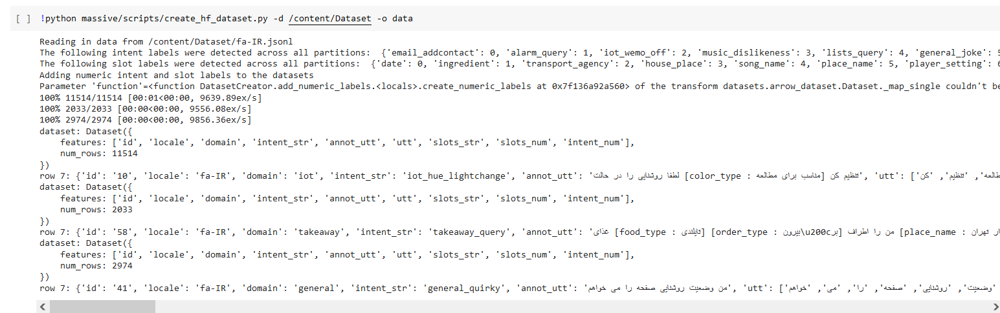 [ ] !python massive/scripts/create_hf_dataset.py -d /content/Dataset -o data
Reading in data from /content/Dataset/fa-IR.jsonl
The following intent labels were detected across all partitions:  {'email_addcontact': 0, 'alarm_query': 1, 'iot_wemo_off': 2, 'music_dislikeness': 3, 'lists_query': 4, 'general_joke': 5
The following slot labels were detected across all partitions:  {'date': 0, 'ingredient': 1, 'transport_agency': 2, 'house_place': 3, 'song_name': 4, 'place_name': 5, 'player_setting': 6
Adding numeric intent and slot labels to the datasets
Parameter 'function'=<function DatasetCreator.add_numeric_labels.<locals>.create_numeric_labels at 0x7f136a92a560> of the transform datasets.arrow_dataset.Dataset._map_single couldn't be
100% 11514/11514 [00:01<00:00, 9639.89ex/s]
100% 2033/2033 [00:00<00:00, 9556.08ex/s]
100% 2974/2974 [00:00<00:00, 9856.36ex/s]
dataset: Dataset({
    features: ['id', 'locale', 'domain', 'intent_str', 'annot_utt', 'utt', 'slots_str', 'slots_num', 'intent_num'],
    num_rows: 11514
})
row 7: {'id': '10', 'locale': 'fa-IR', 'domain': 'iot', 'intent_str': 'iot_hue_lightchange', 'annot_utt': 'لطفا روشنایی را در حالت [color_type : مناسب برای مطالعه] تنظیم کن', 'utt': ['کن', 'تنظیم', 'طالعه'
dataset: Dataset({
    features: ['id', 'locale', 'domain', 'intent_str', 'annot_utt', 'utt', 'slots_str', 'slots_num', 'intent_num'],
    num_rows: 2033
})
row 7: {'id': '58', 'locale': 'fa-IR', 'domain': 'takeaway', 'intent_str': 'takeaway_query', 'annot_utt': 'غذای [food_type : تایلندی] [order_type : بیرون\u200cبر] من را اطراف [place_name : ار تهران
dataset: Dataset({
    features: ['id', 'locale', 'domain', 'intent_str', 'annot_utt', 'utt', 'slots_str', 'slots_num', 'intent_num'],
    num_rows: 2974
})
row 7: {'id': '41', 'locale': 'fa-IR', 'domain': 'general', 'intent_str': 'general_quirky', 'annot_utt': 'من وضعیت روشنایی صفحه را می خواهم', 'utt': ['وضعیت', 'روشنایی', 'صفحه', 'را', 'می', 'خواهم'